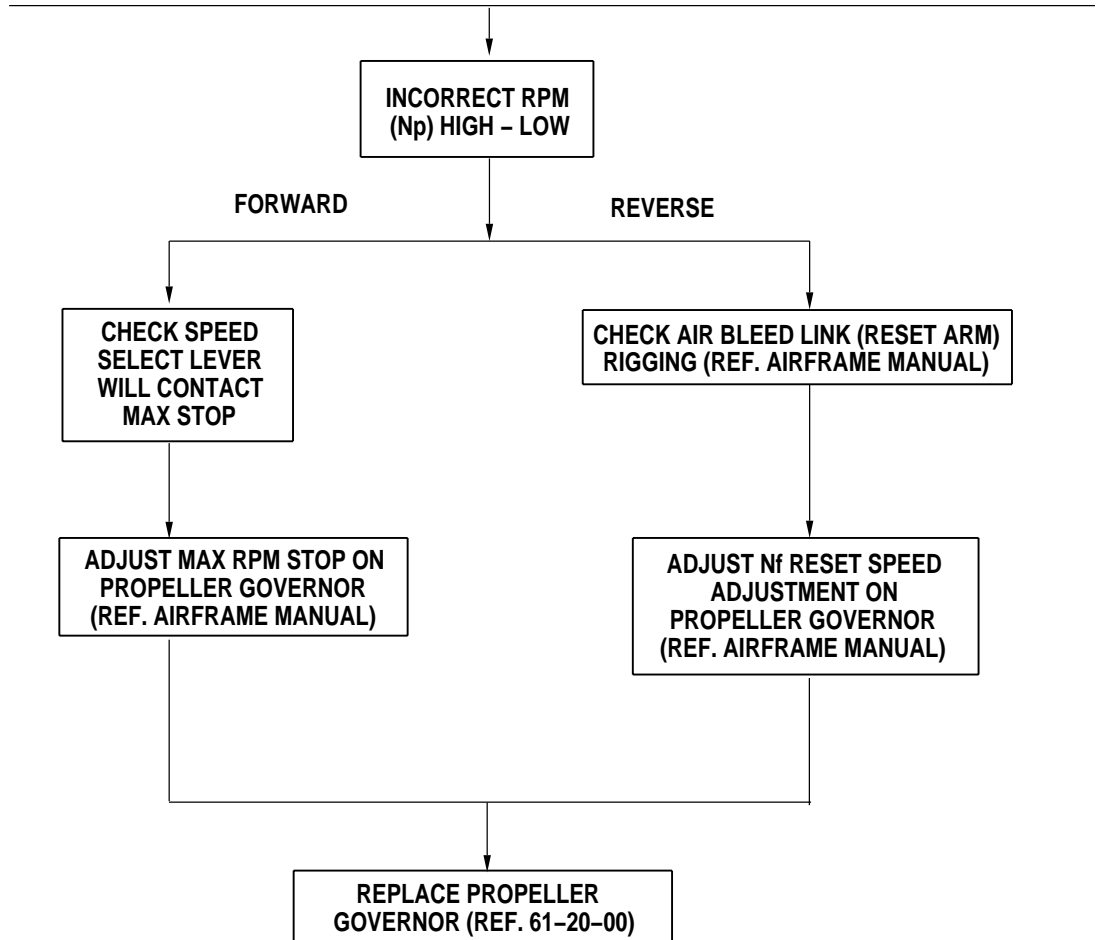 INCORRECT RPM
(Np) HIGH – LOW
FORWARD
REVERSE
CHECK SPEED
SELECT LEVER
WILL CONTACT
MAX STOP
CHECK AIR BLEED LINK (RESET ARM)
RIGGING (REF. AIRFRAME MANUAL)
ADJUST MAX RPM STOP ON
PROPELLER GOVERNOR
(REF. AIRFRAME MANUAL)
ADJUST Nf RESET SPEED
ADJUSTMENT ON
PROPELLER GOVERNOR
(REF. AIRFRAME MANUAL)
REPLACE PROPELLER
GOVERNOR (REF. 61–20–00)